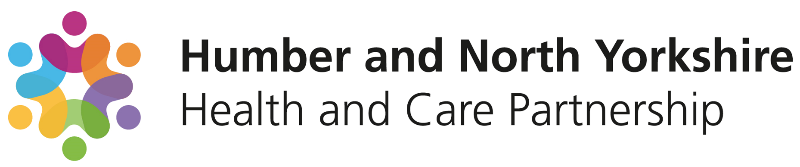 Humber and North Yorkshire
Health and Care Partnership